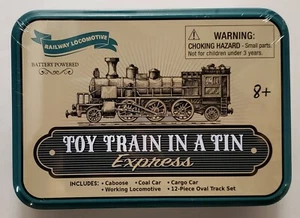 RAILWAY LOCOMOTIVE
BATTERY POWERED
WARNING:
CHOKING HAZARD - Small parts.
Not for children under 3 years.
8+
TOY TRAIN IN A TIN
Express
INCLUDES: • Caboose • Coal Car • Cargo Car
• Working Locomotive • 12-Piece Oval Track Set